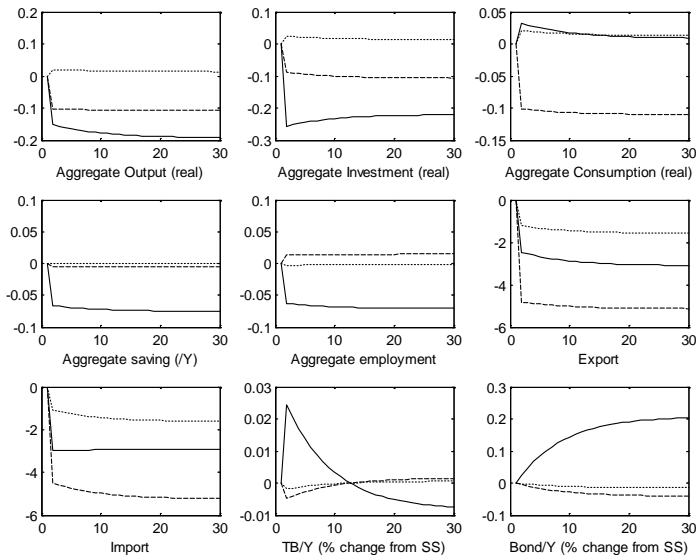 0.2
0.1
0
-0.1
-0.2
0 10 20 30
Aggregate Output (real)
0.1
0
-0.1
-0.2
-0.3
0 10 20 30
Aggregate Investment (real)
0.05
0
-0.05
-0.1
-0.15
0 10 20 30
Aggregate Consumption (real)
0.1
0.05
0
-0.05
-0.1
0 10 20 30
Aggregate saving (/Y)
0.1
0.05
0
-0.05
-0.1
0 10 20 30
Aggregate employment
0
-2
-4
-6
0 10 20 30
Export
0
-2
-4
-6
0 10 20 30
Import
0.03
0.02
0.01
0
-0.01
0 10 20 30
TB/Y (% change from SS)
0.3
0.2
0.1
0
-0.1
0 10 20 30
Bond/Y (% change from SS)